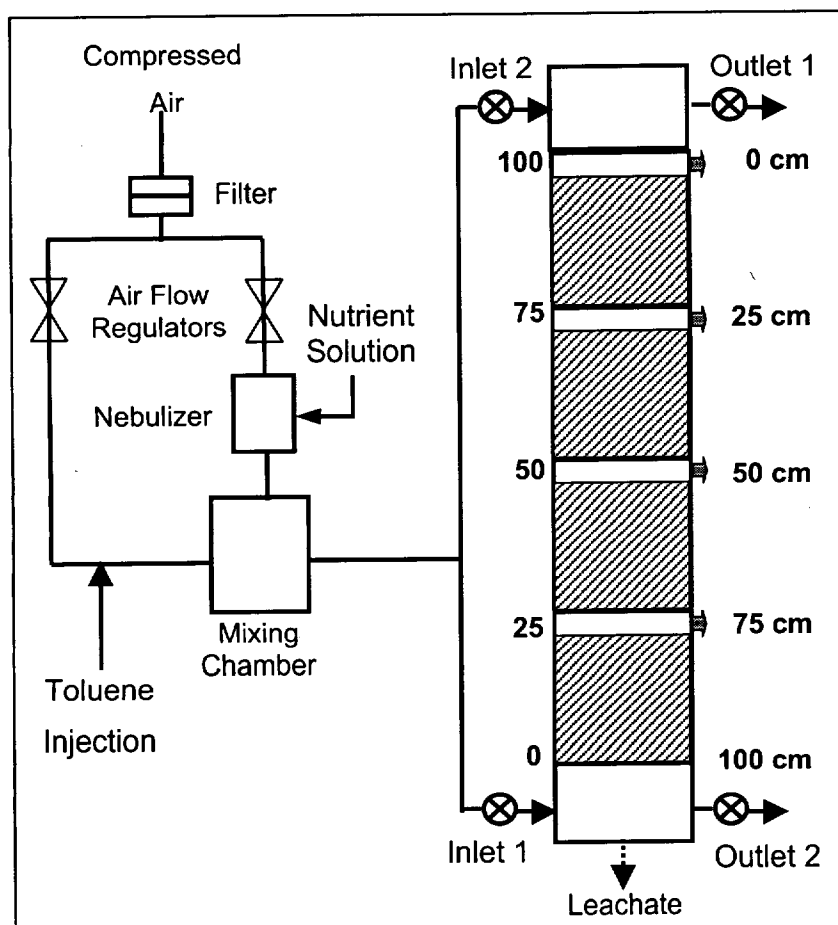 Compressed
Air
Filter
Air Flow
Regulators
Nutrient
Solution
Nebulizer
Mixing
Chamber
Toluene
Injection
Inlet 2
Outlet 1
100
0 cm
75
25 cm
50
50 cm
25
75 cm
0
100 cm
Inlet 1
Outlet 2
Leachate